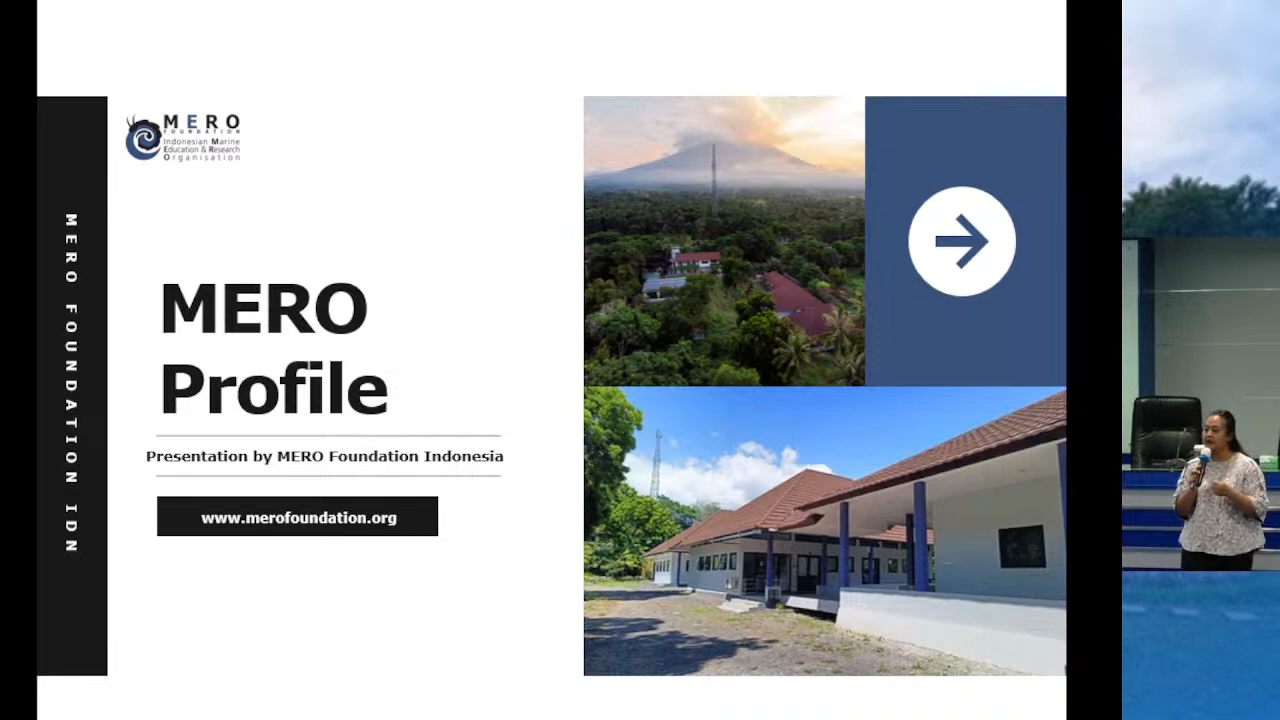 MERO
FOUNDATION
Indonesian Marine
Education & Research
Organisation
MERO FOUNDATION IDN
MERO
Profile
Presentation by MERO Foundation Indonesia
www.merofoundation.org